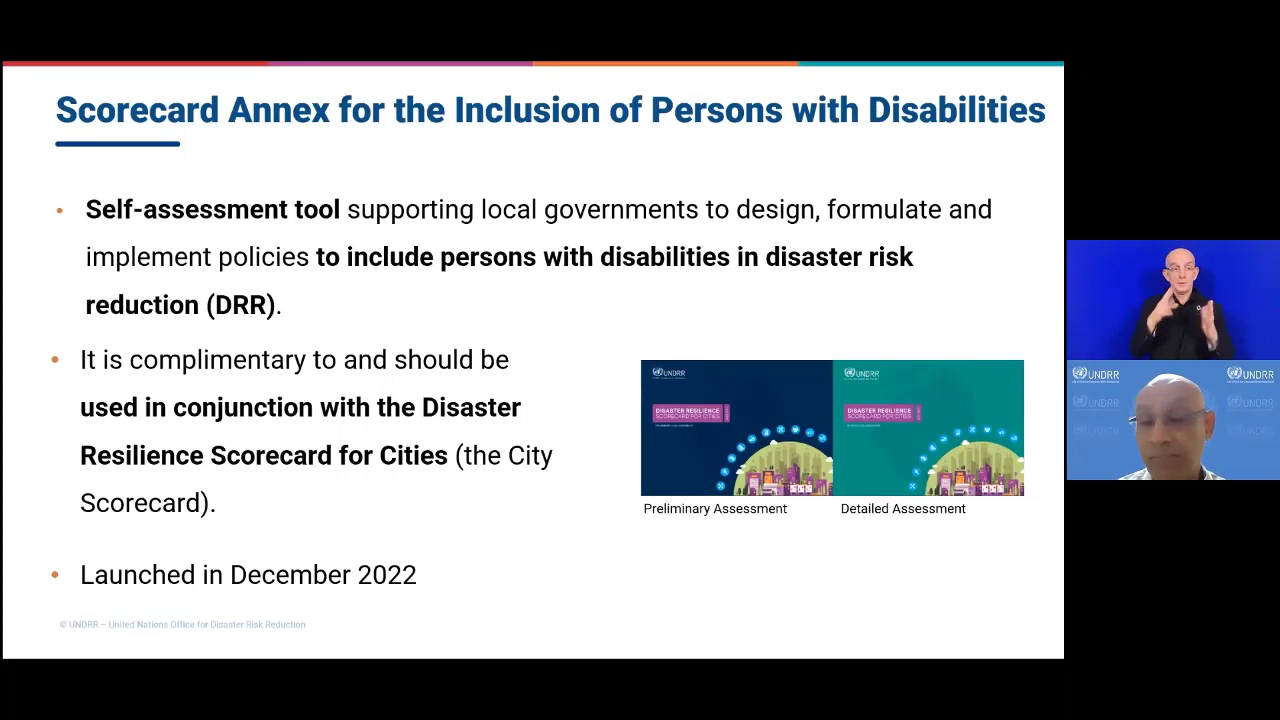 Scorecard Annex for the Inclusion of Persons with Disabilities
• Self-assessment tool supporting local governments to design, formulate and
implement policies to include persons with disabilities in disaster risk
reduction (DRR).
• It is complimentary to and should be
used in conjunction with the Disaster
Resilience Scorecard for Cities (the City
Scorecard).
• Launched in December 2022
UNDRR
DISASTER RESILIENCE
SCORECARD FOR CITIES
Preliminary Assessment
UNDRR
DISASTER RESILIENCE
SCORECARD FOR CITIES
Detailed Assessment
© UNDRR – United Nations Office for Disaster Risk Reduction
UNDRR
UNDRR
UNDRR
UNDRR